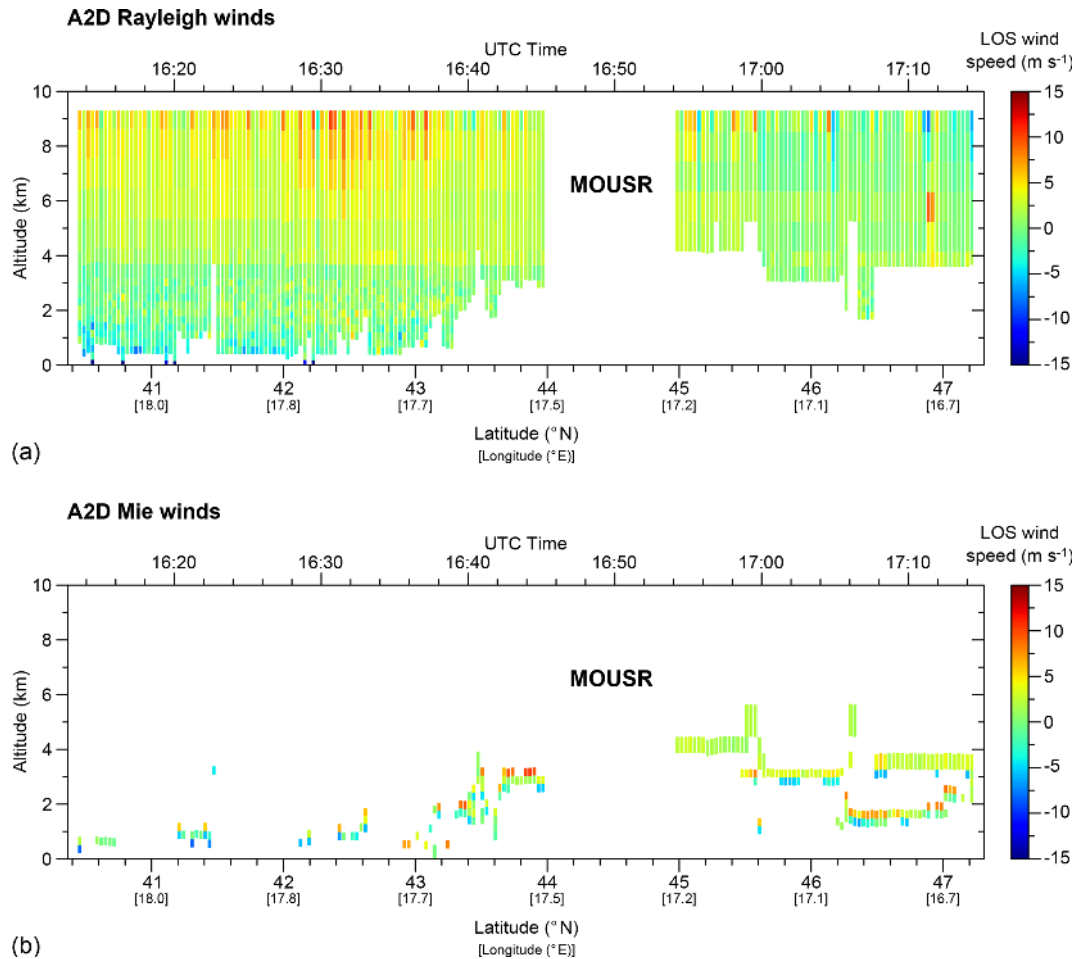 A2D Rayleigh winds
UTC Time
LOS wind
speed (m s⁻¹)
16:20 16:30 16:40 16:50 17:00 17:10
10
8
6
4
2
0
Altitude (km)
MOUSR
15
10
5
0
-5
-10
-15
41 42 43 44 45 46 47
[18.0] [17.8] [17.7] [17.5] [17.2] [17.1] [16.7]
Latitude (°N)
[Longitude (°E)]
(a)
A2D Mie winds
UTC Time
LOS wind
speed (m s⁻¹)
16:20 16:30 16:40 16:50 17:00 17:10
10
8
6
4
2
0
Altitude (km)
MOUSR
15
10
5
0
-5
-10
-15
41 42 43 44 45 46 47
[18.0] [17.8] [17.7] [17.5] [17.2] [17.1] [16.7]
Latitude (°N)
[Longitude (°E)]
(b)